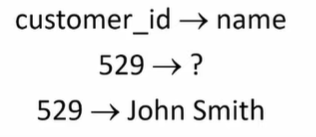 customer_id → name
529 → ?
529 → John Smith